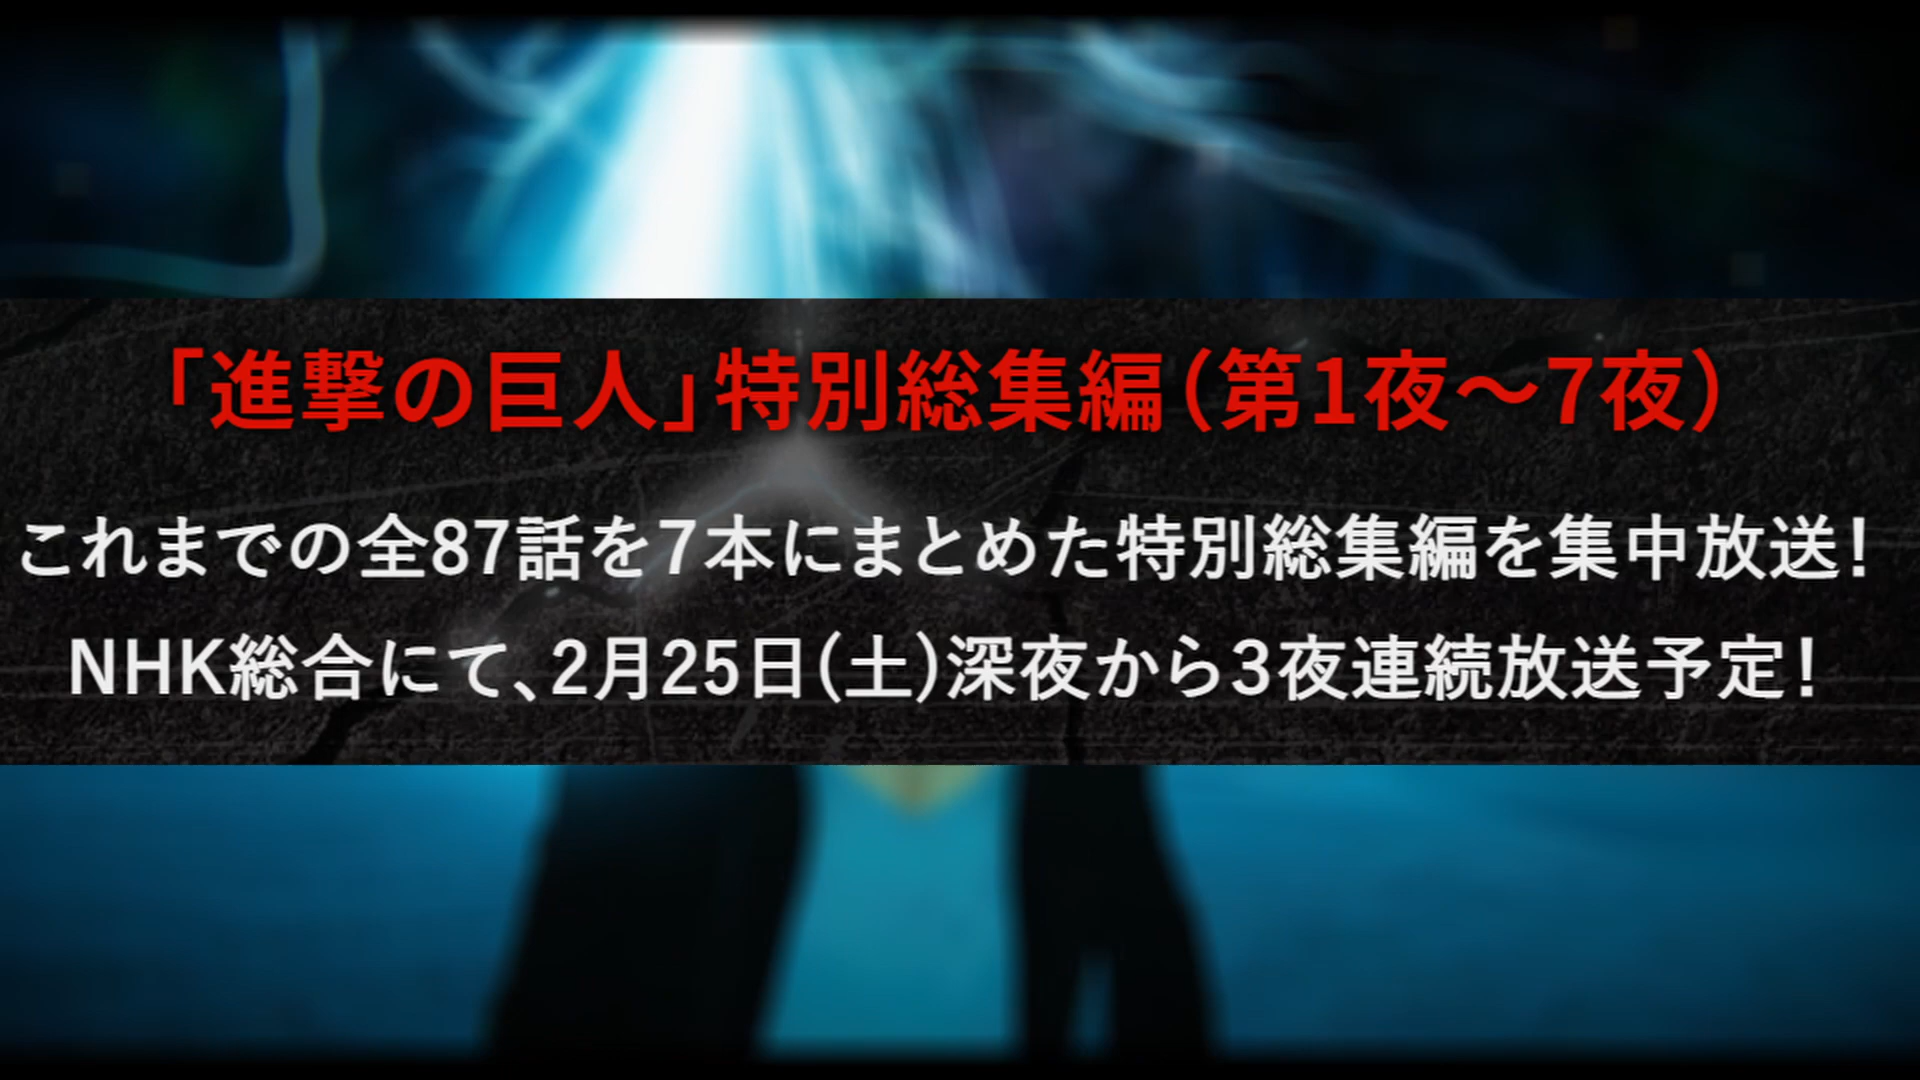 「進撃の巨人」特別総集編（第1夜～7夜）
これまでの全87話を7本にまとめた特別総集編を集中放送！
NHK総合にて、2月25日(土)深夜から3夜連続放送予定！